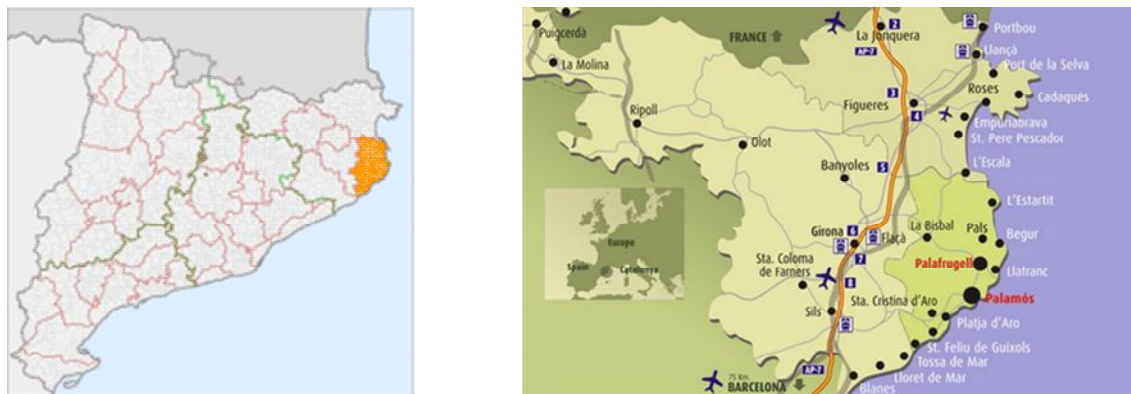 2
Portbou
Puigcerdà
FRANCE
La Jonquera
Llançà
AP-7
La Molina
Port de la Selva
3
Roses
Cadaqués
Figueres
Ripoll
4
Empuriabrava
St. Pere Pescador
Olot
Banyoles
5
L'Escala
L'Estartit
Girona
6
La Bisbal
Pals
Begur
Flaçà
Europe
Sta. Coloma
de Farners
7
Palafrugell
Llafranc
Spain
Catalunya
8
Sta. Cristina d'Aro
Palamós
Sils
Platja d'Aro
St. Feliu de Guixols
Tossa de Mar
AP-7
Lloret de Mar
75 Km.
BARCELONA
Blanes